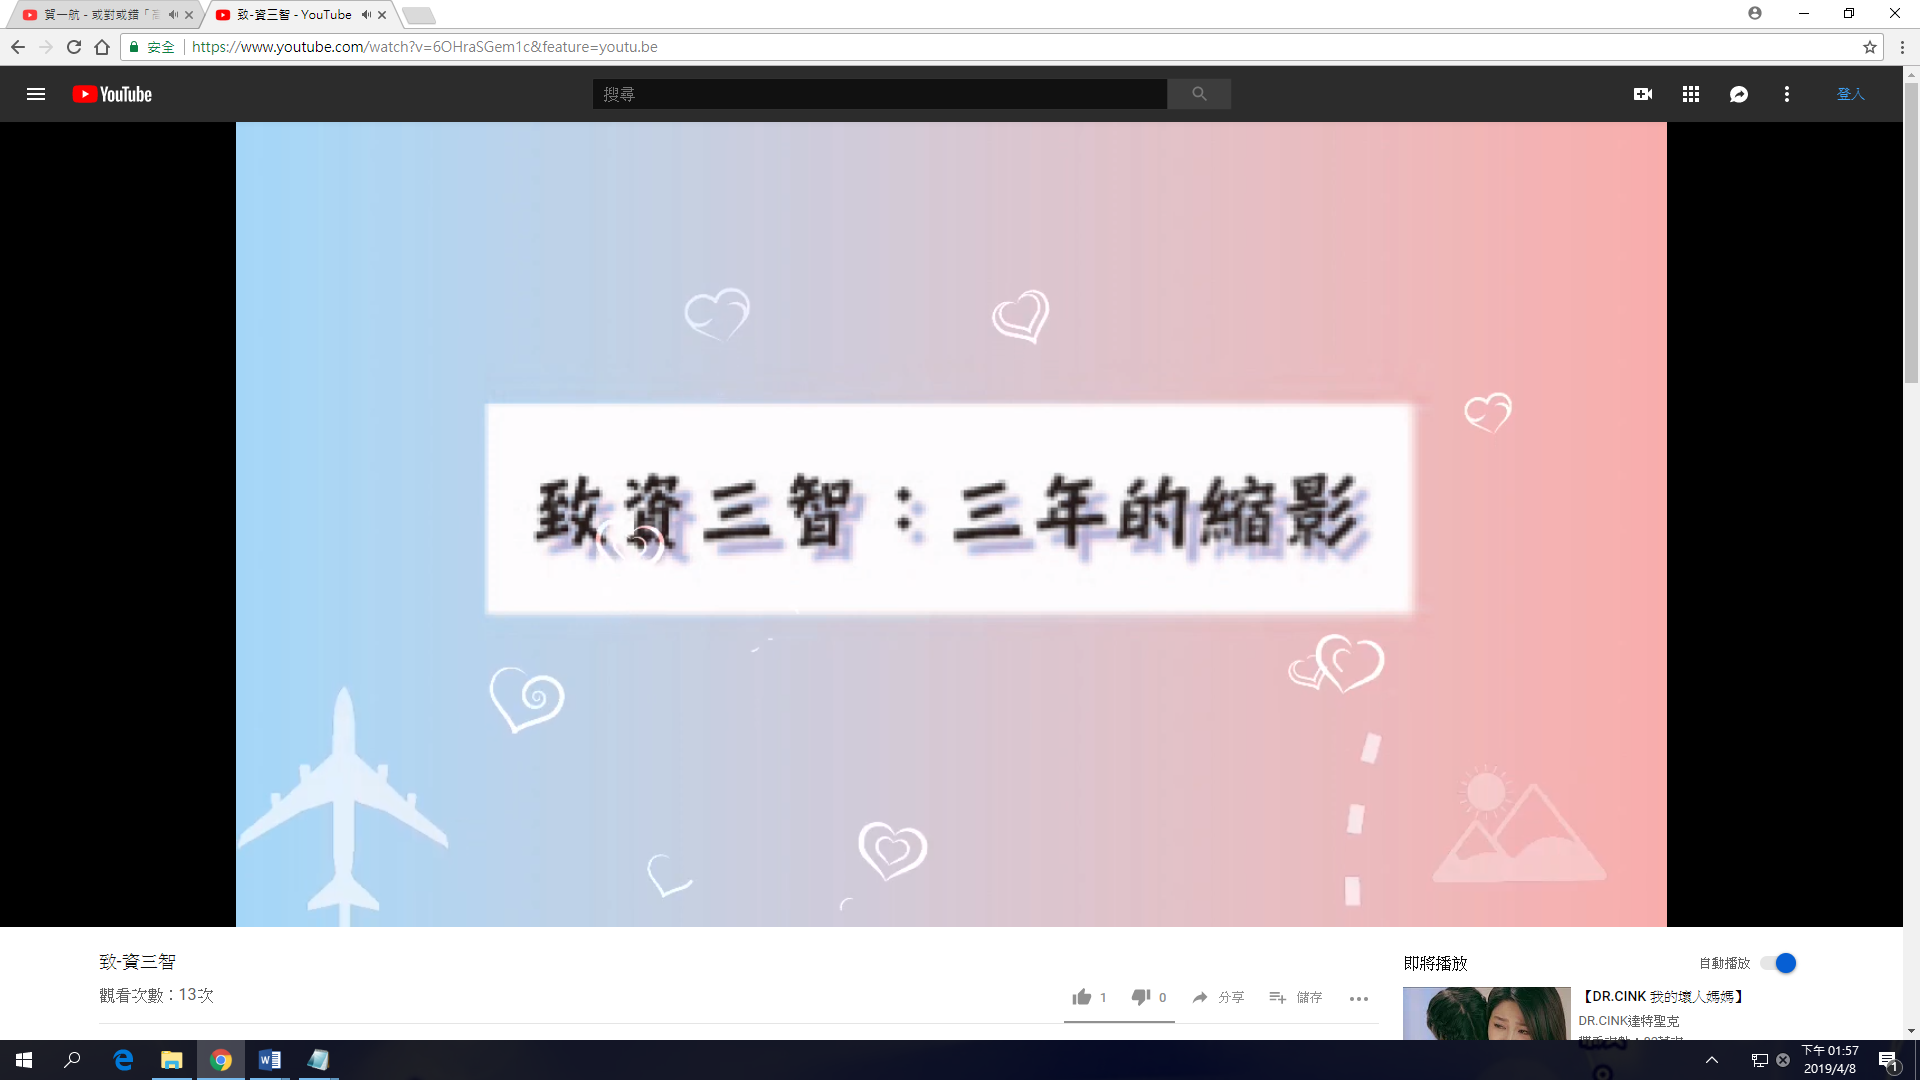 賀一航 - 或對或錯「
致-資三智 - YouTube
安全
https://www.youtube.com/watch?v=6OHraSGem1c&feature=youtu.be
YouTube
搜尋
登入
致資三智：三年的縮影
致-資三智
觀看次數：13次
1
0
分享
儲存
即將播放
自動播放
【DR.CINK 我的壞人媽媽】
DR.CINK達特聖克
下午 01:57
2019/4/8
1